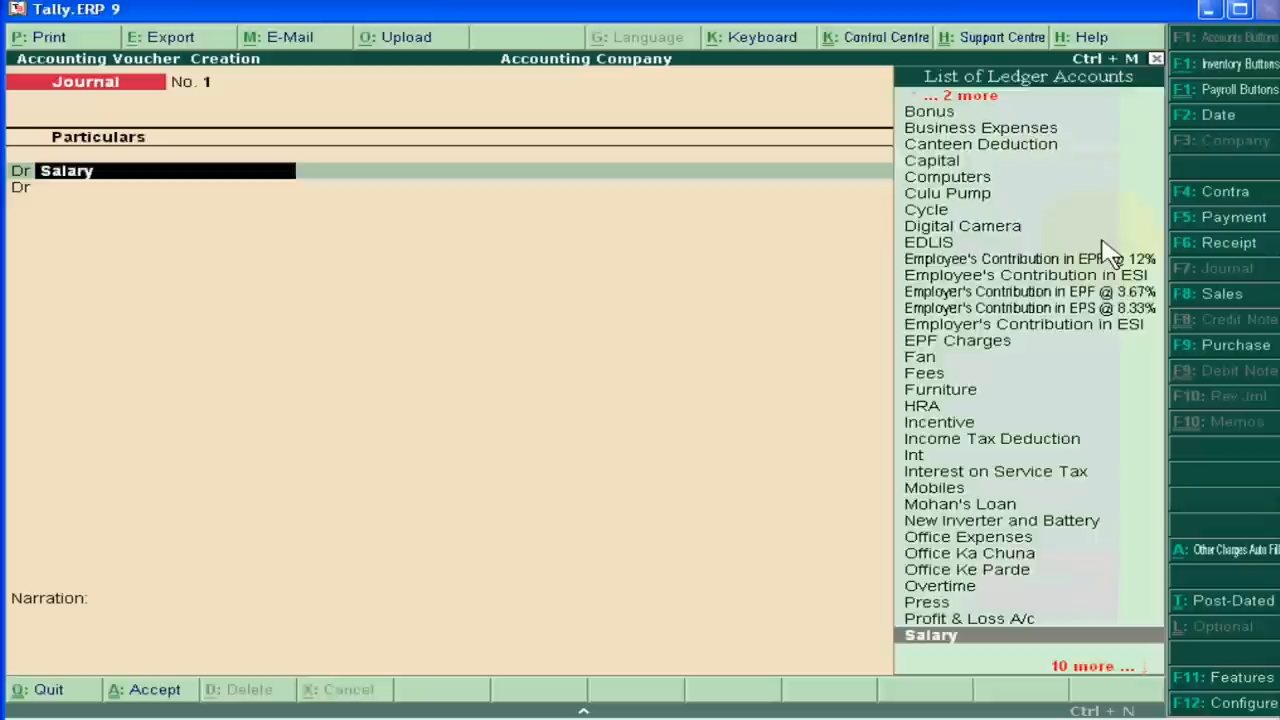 Tally.ERP 9
P: Print E: Export M: E-Mail O: Upload G: Language K: Keyboard K: Control Centre H: Support Centre H: Help
Accounting Voucher Creation Accounting Company Ctrl + M
Journal No. 1
Particulars
Dr Salary
Dr
Narration:
List of Ledger Accounts
... 2 more
Bonus
Business Expenses
Canteen Deduction
Capital
Computers
Culu Pump
Cycle
Digital Camera
EDLIS
Employee's Contribution in EPF @ 12%
Employee's Contribution in ESI
Employer's Contribution in EPF @ 3.67%
Employer's Contribution in EPS @ 8.33%
Employer's Contribution in ESI
EPF Charges
Fan
Fees
Furniture
HRA
Incentive
Income Tax Deduction
Int
Interest on Service Tax
Mobiles
Mohan's Loan
New Inverter and Battery
Office Expenses
Office Ka Chuna
Office Ke Parde
Overtime
Press
Profit & Loss A/c
Salary
10 more ... ↓
F1: Accounts Buttons
F1: Inventory Buttons
F1: Payroll Buttons
F2: Date
F3: Company
F4: Contra
F5: Payment
F6: Receipt
F7: Journal
F8: Sales
F8: Credit Note
F9: Purchase
F9: Debit Note
F10: Rev Jrnl
F10: Memos
A: Other Charges Auto Fill
T: Post-Dated
L: Optional
F11: Features
F12: Configure
Q: Quit A: Accept D: Delete X: Cancel
Ctrl + N